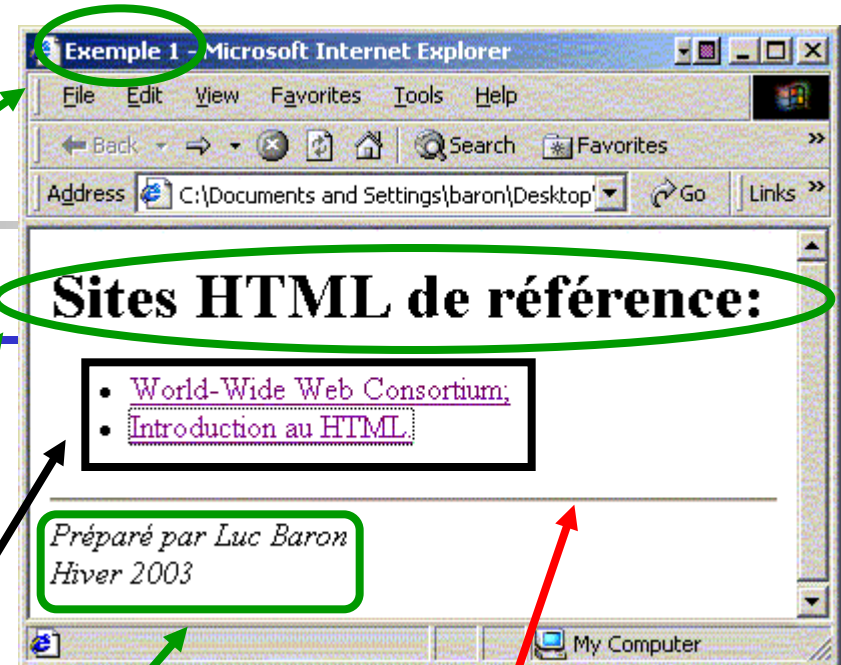 Exemple 1 - Microsoft Internet Explorer
File Edit View Favorites Tools Help
Back Search Favorites »
Address C:\Documents and Settings\baron\Desktop' Go Links »
Sites HTML de référence:
• World-Wide Web Consortium;
• Introduction au HTML.
Préparé par Luc Baron
Hiver 2003
My Computer